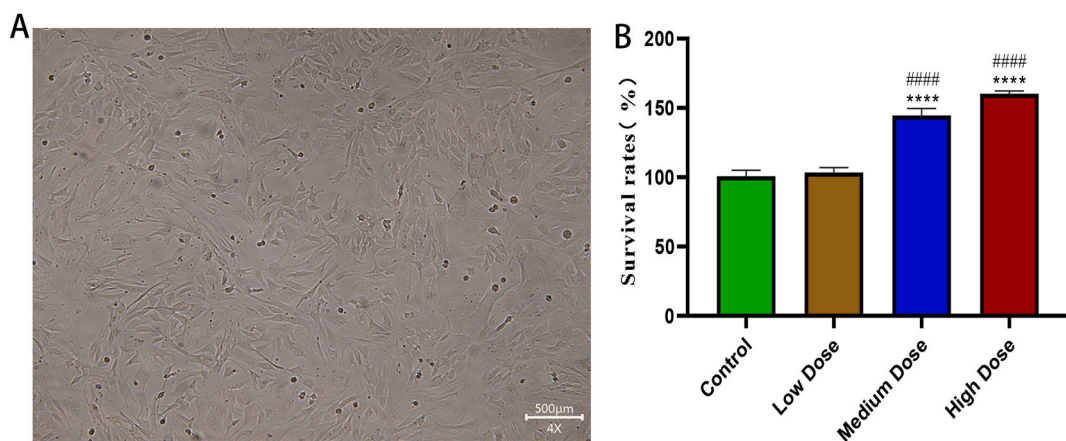 A
500μm
4X
B
Survival rates( %)
200
150
100
50
0
####
****
####
****
Control
Low Dose
Medium Dose
High Dose